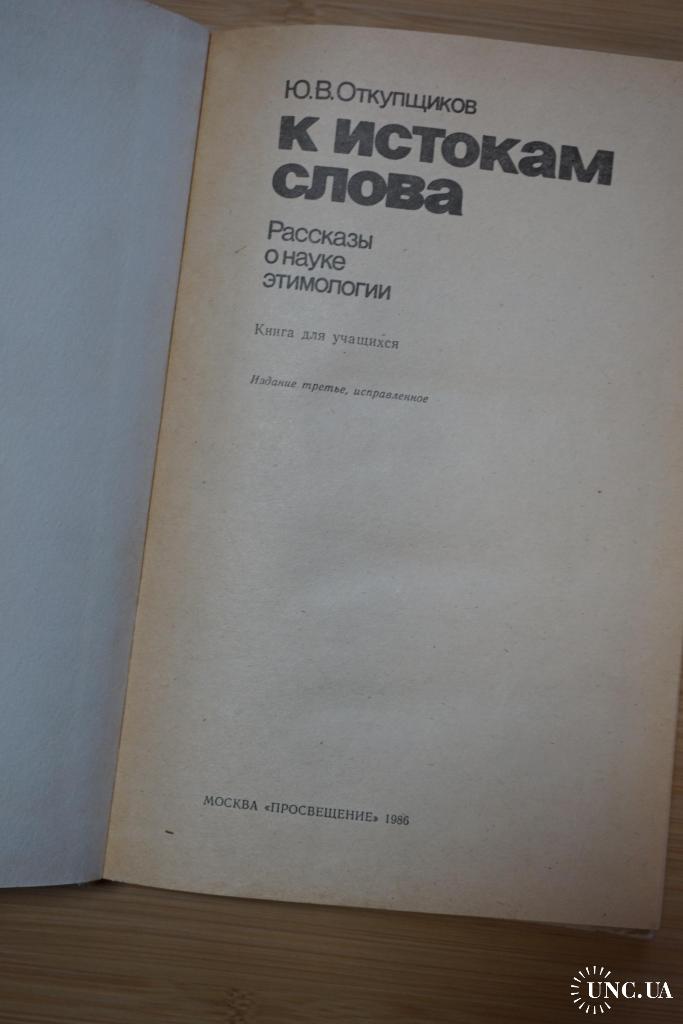 Ю.В.Откупщиков
к истокам
слова
Рассказы
о науке
этимологии
Книга для учащихся
Издание третье, исправленное
МОСКВА «ПРОСВЕЩЕНИЕ» 1986
UNC.UA